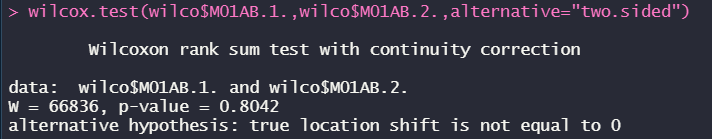 > wilcox.test(wilco$M01AB.1.,wilco$M01AB.2.,alternative="two.sided")
Wilcoxon rank sum test with continuity correction
data:  wilco$M01AB.1. and wilco$M01AB.2.
W = 66836, p-value = 0.8042
alternative hypothesis: true location shift is not equal to 0